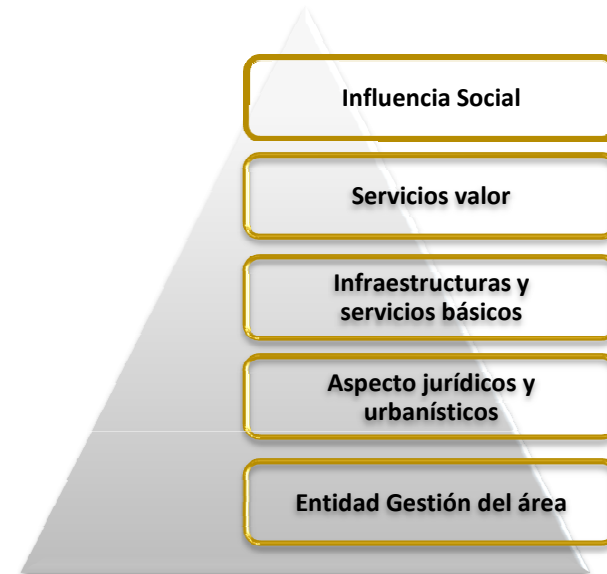 Influencia Social
Servicios valor
Infraestructuras y
servicios básicos
Aspecto jurídicos y
urbanísticos
Entidad Gestión del área